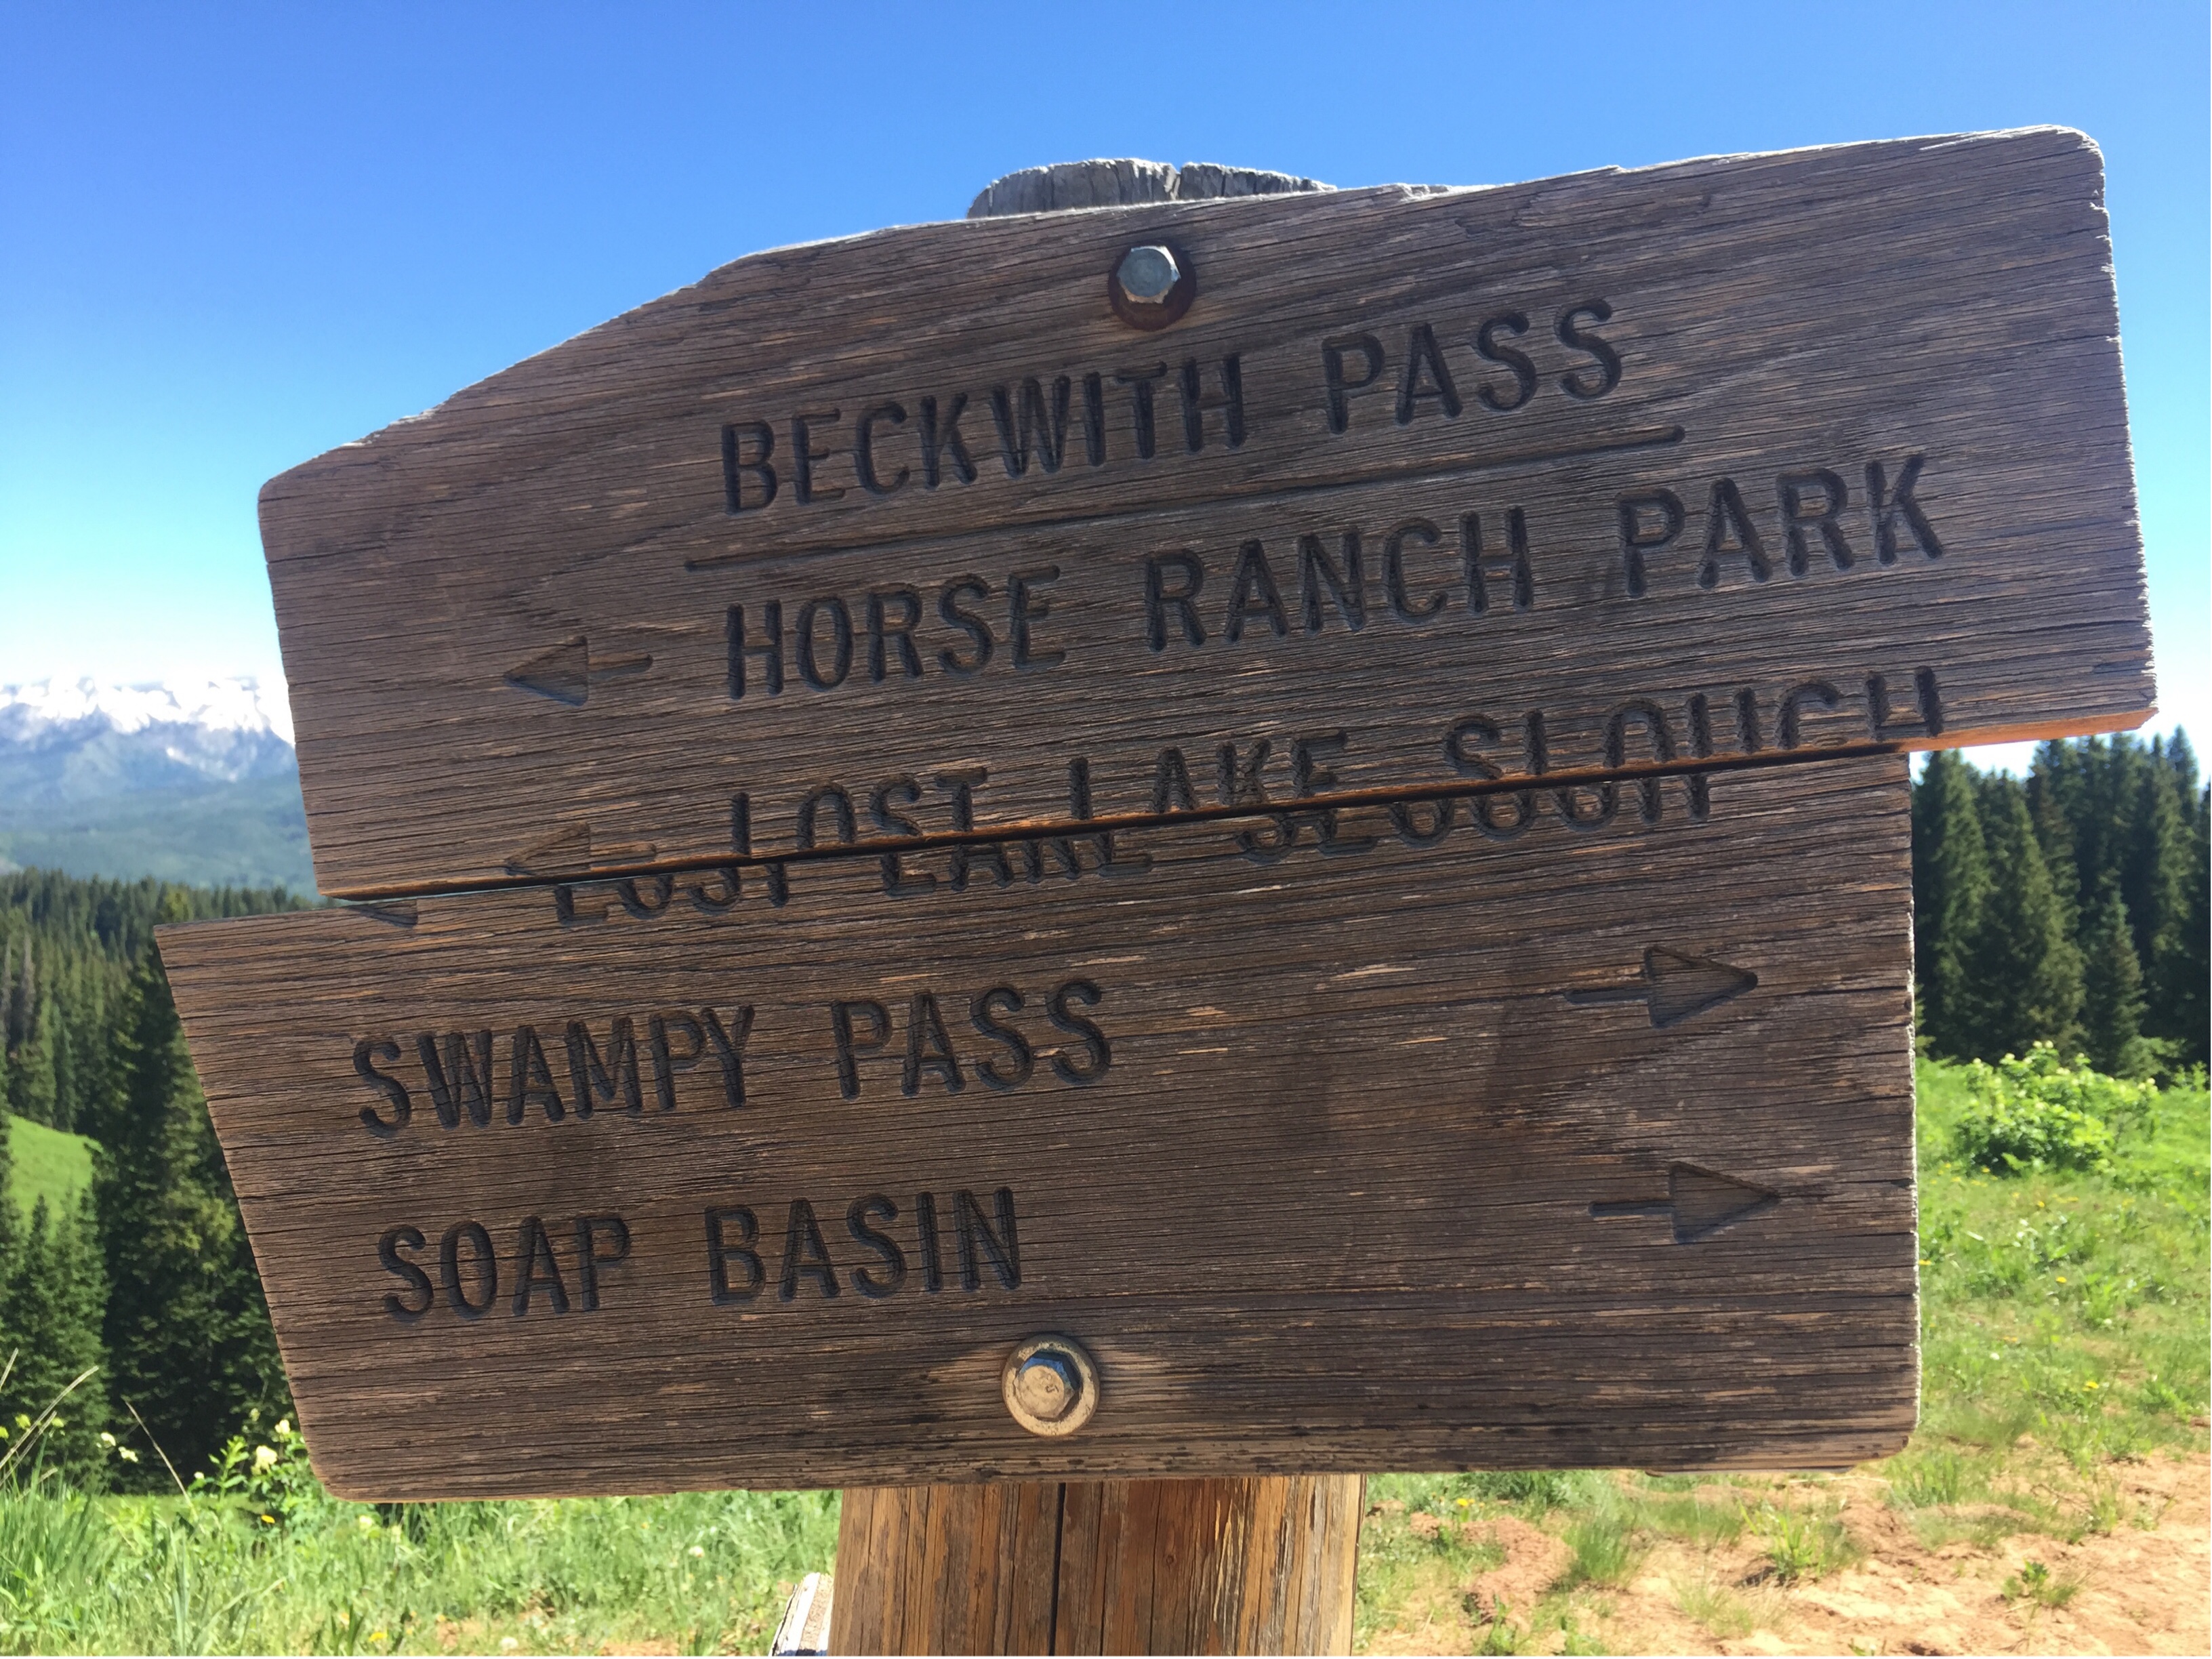 BECKWITH PASS
HORSE RANCH PARK
LOST LAKE SLOUGH
SWAMPY PASS
SOAP BASIN